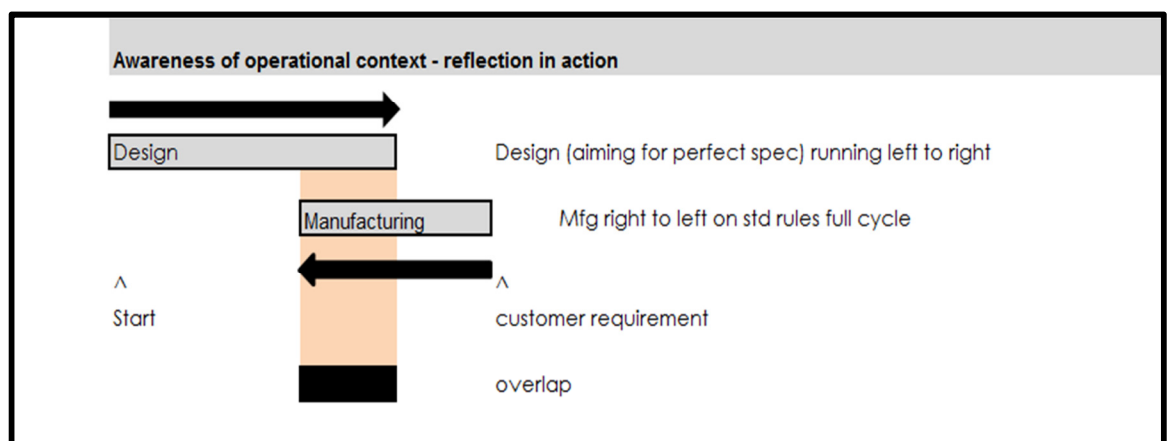 Awareness of operational context - reflection in action
Design
Design (aiming for perfect spec) running left to right
Manufacturing
Mfg right to left on std rules full cycle
^ ^
Start
customer requirement
overlap